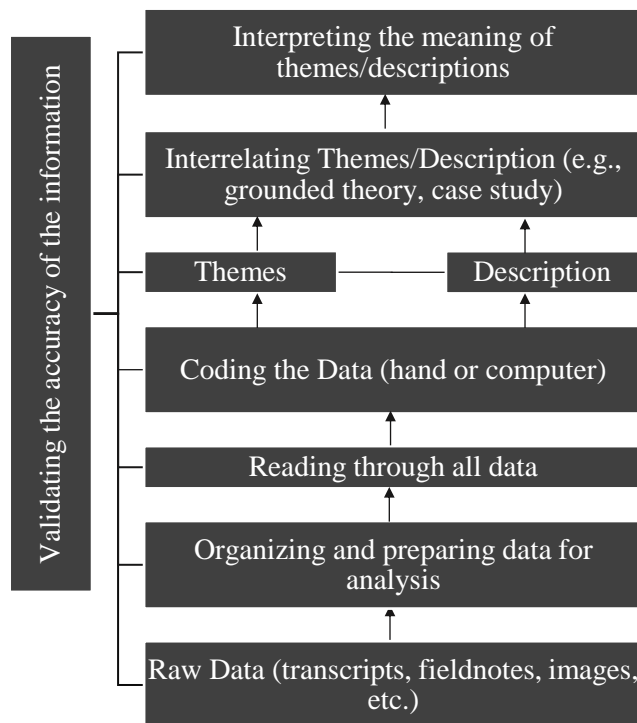 Validating the accuracy of the information
Interpreting the meaning of
themes/descriptions
Interrelating Themes/Description (e.g.,
grounded theory, case study)
Themes
Description
Coding the Data (hand or computer)
Reading through all data
Organizing and preparing data for
analysis
Raw Data (transcripts, fieldnotes, images,
etc.)